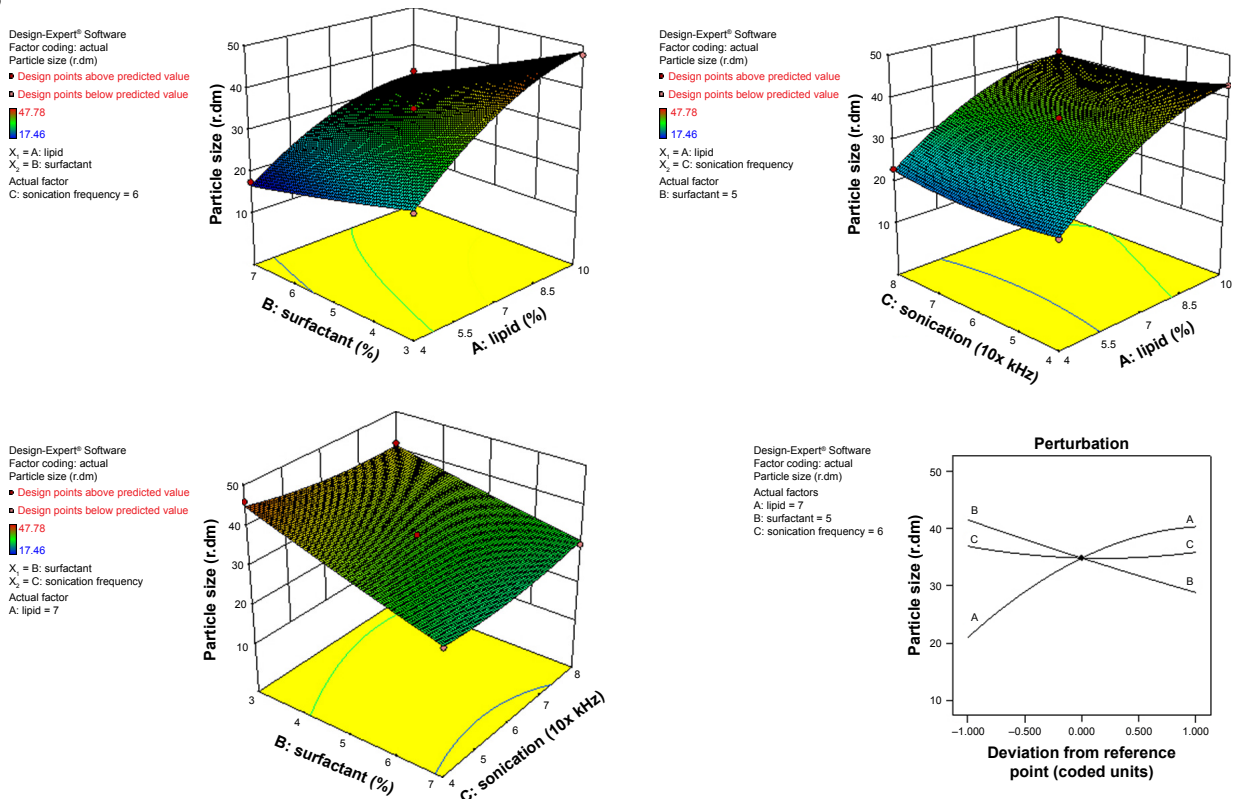 Design-Expert® Software
Factor coding: actual
Particle size (r.dm)
Design points above predicted value
Design points below predicted value
47.78
17.46
X1 = A: lipid
X2 = B: surfactant
Actual factor
C: sonication frequency = 6
Particle size (r.dm)
50
40
30
20
10
7
6
5
4
3
B: surfactant (%)
4
5.5
7
8.5
10
A: lipid (%)
Design-Expert® Software
Factor coding: actual
Particle size (r.dm)
Design points above predicted value
Design points below predicted value
47.78
17.46
X1 = A: lipid
X2 = C: sonication frequency
Actual factor
B: surfactant = 5
Particle size (r.dm)
50
40
30
20
10
8
7
6
5
4
C: sonication (10x kHz)
4
5.5
7
8.5
10
A: lipid (%)
Design-Expert® Software
Factor coding: actual
Particle size (r.dm)
Design points above predicted value
Design points below predicted value
47.78
17.46
X1 = B: surfactant
X2 = C: sonication frequency
Actual factor
A: lipid = 7
Particle size (r.dm)
50
40
30
20
10
3
4
5
6
7
B: surfactant (%)
4
5
6
7
8
C: sonication (10x kHz)
Design-Expert® Software
Factor coding: actual
Particle size (r.dm)
Actual factors
A: lipid = 7
B: surfactant = 5
C: sonication frequency = 6
Perturbation
Particle size (r.dm)
50
40
30
20
10
B
C
A
A
C
B
–1.000 –0.500 0.000 0.500 1.000
Deviation from reference
point (coded units)